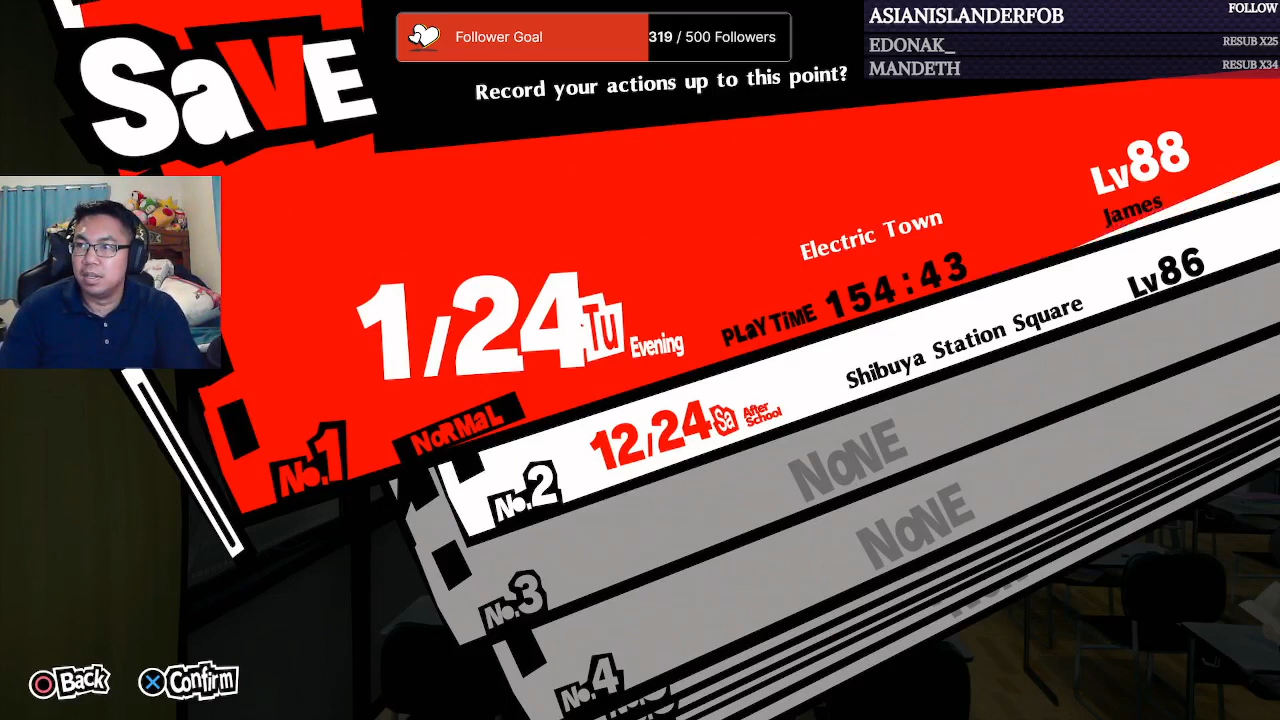 SaVE
Follower Goal
319 / 500 Followers
Record your actions up to this point?
ASIANISLANDERFOB
FOLLOW
EDONAK_
RESUB X25
MANDETH
RESUB X34
Lv88
James
Electric Town
1/24 Tu Evening
PLaY TiME 154:43
No.1
NoRMaL
Lv86
Shibuya Station Square
12/24 Sa After School
No.2
NoNE
No.3
NoNE
No.4
Back
Confirm